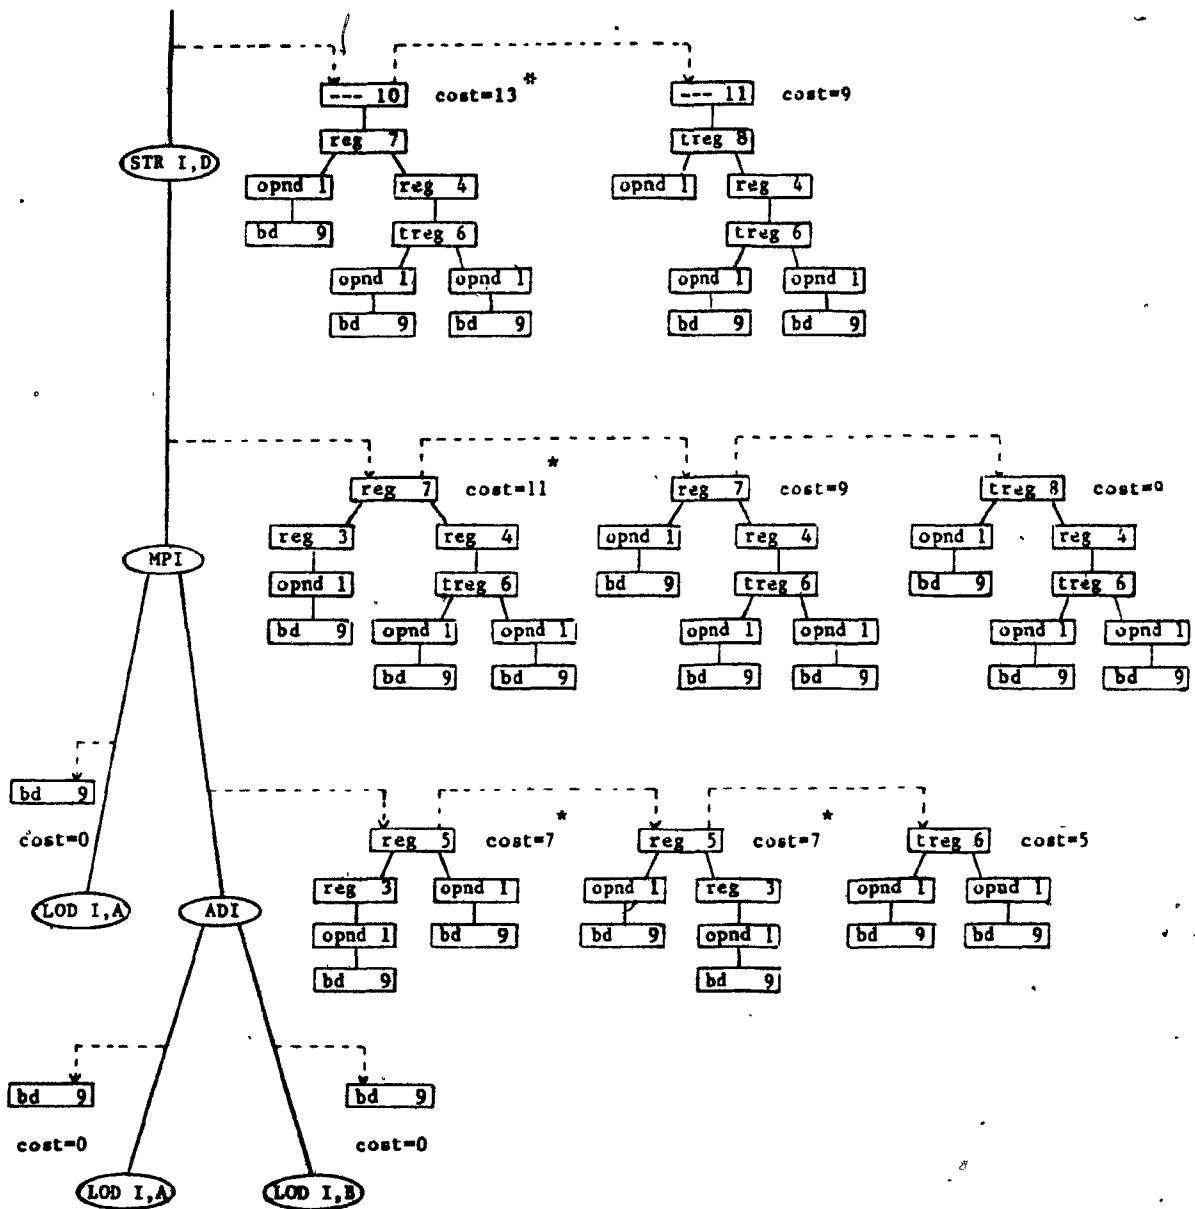 --- 10 cost=13 * --- 11 cost=9
reg 7 treg 8
STR I,D
opnd 1 reg 4 opnd 1 reg 4
bd 9 treg 6 treg 6
opnd 1 opnd 1 opnd 1 opnd 1
bd 9 bd 9 bd 9 bd 9
reg 7 cost=11 * reg 7 cost=9 treg 8 cost=9
reg 3 reg 4 opnd 1 reg 4 opnd 1 reg 4
MPI
opnd 1 treg 6 bd 9 treg 6 bd 9 treg 6
bd 9 opnd 1 opnd 1 opnd 1 opnd 1 opnd 1 opnd 1
bd 9 bd 9 bd 9 bd 9 bd 9 bd 9
bd 9
cost=0
reg 5 cost=7 * reg 5 cost=7 * treg 6 cost=5
reg 3 opnd 1 opnd 1 reg 3 opnd 1 opnd 1
LOD I,A ADI
opnd 1 bd 9 bd 9 opnd 1 bd 9 bd 9
bd 9 bd 9
bd 9 bd 9
cost=0 cost=0
LOD I,A LOD I,B